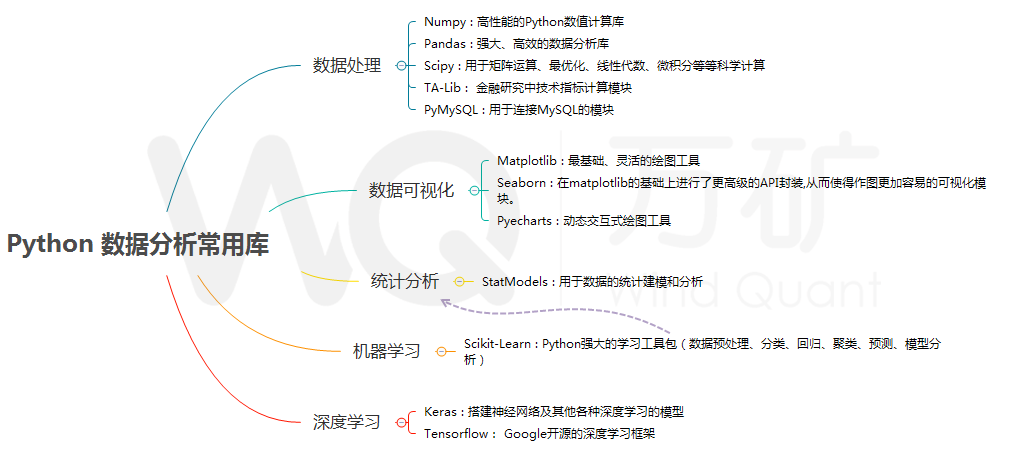 Python 数据分析常用库
数据处理
Numpy：高性能的Python数值计算库
Pandas：强大、高效的数据分析库
Scipy：用于矩阵运算、最优化、线性代数、微积分等等科学计算
TA-Lib： 金融研究中技术指标计算模块
PyMySQL：用于连接MySQL的模块
数据可视化
Matplotlib：最基础、灵活的绘图工具
Seaborn：在matplotlib的基础上进行了更高级的API封装,从而使得作图更加容易的可视化模
块。
Pyecharts：动态交互式绘图工具
统计分析
StatModels：用于数据的统计建模和分析
机器学习
Scikit-Learn：Python强大的学习工具包（数据预处理、分类、回归、聚类、预测、模型分
析）
深度学习
Keras：搭建神经网络及其他各种深度学习的模型
Tensorflow： Google开源的深度学习框架
WQ
万矿
Wind Quant